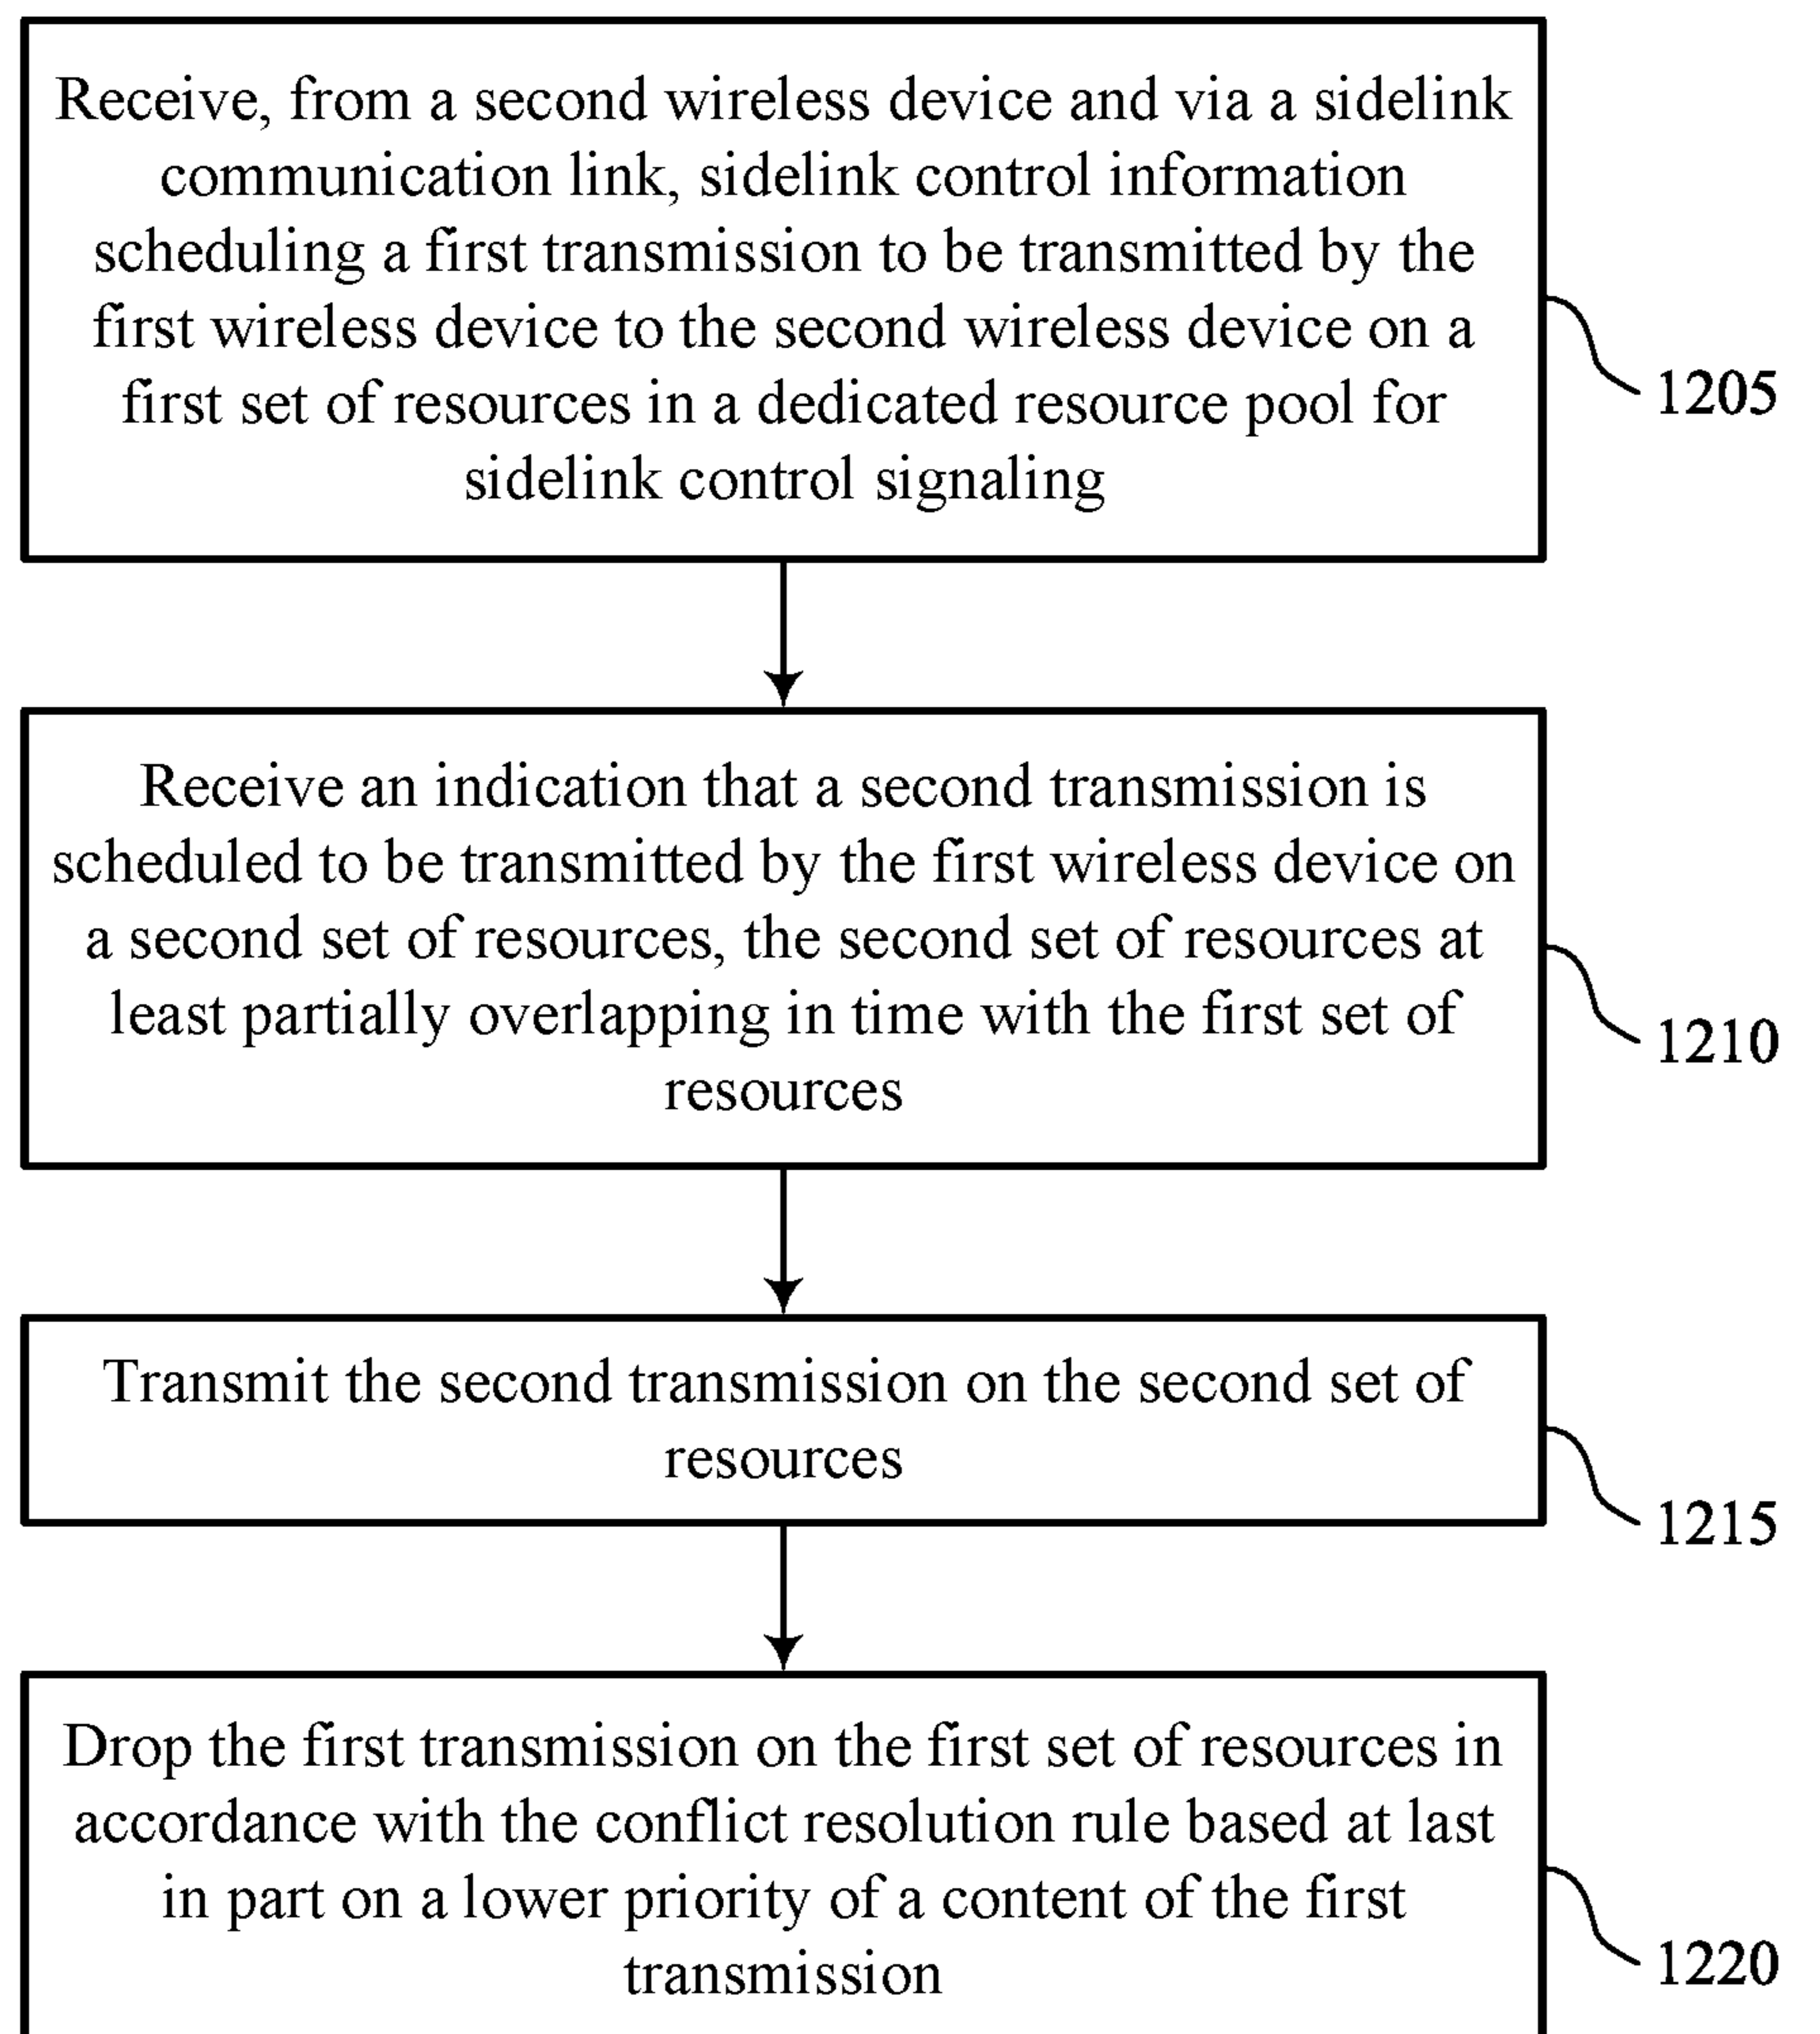 Receive, from a second wireless device and via a sidelink
communication link, sidelink control information
scheduling a first transmission to be transmitted by the
first wireless device to the second wireless device on a
first set of resources in a dedicated resource pool for
sidelink control signaling
1205
Receive an indication that a second transmission is
scheduled to be transmitted by the first wireless device on
a second set of resources, the second set of resources at
least partially overlapping in time with the first set of
resources
1210
Transmit the second transmission on the second set of
resources
1215
Drop the first transmission on the first set of resources in
accordance with the conflict resolution rule based at last
in part on a lower priority of a content of the first
transmission
1220